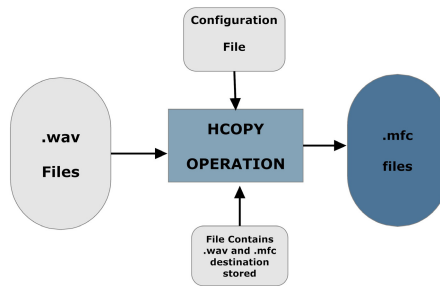 Configuration
File
.wav
Files
HCOPY
OPERATION
.mfc
files
File Contains
.wav and .mfc
destination
stored